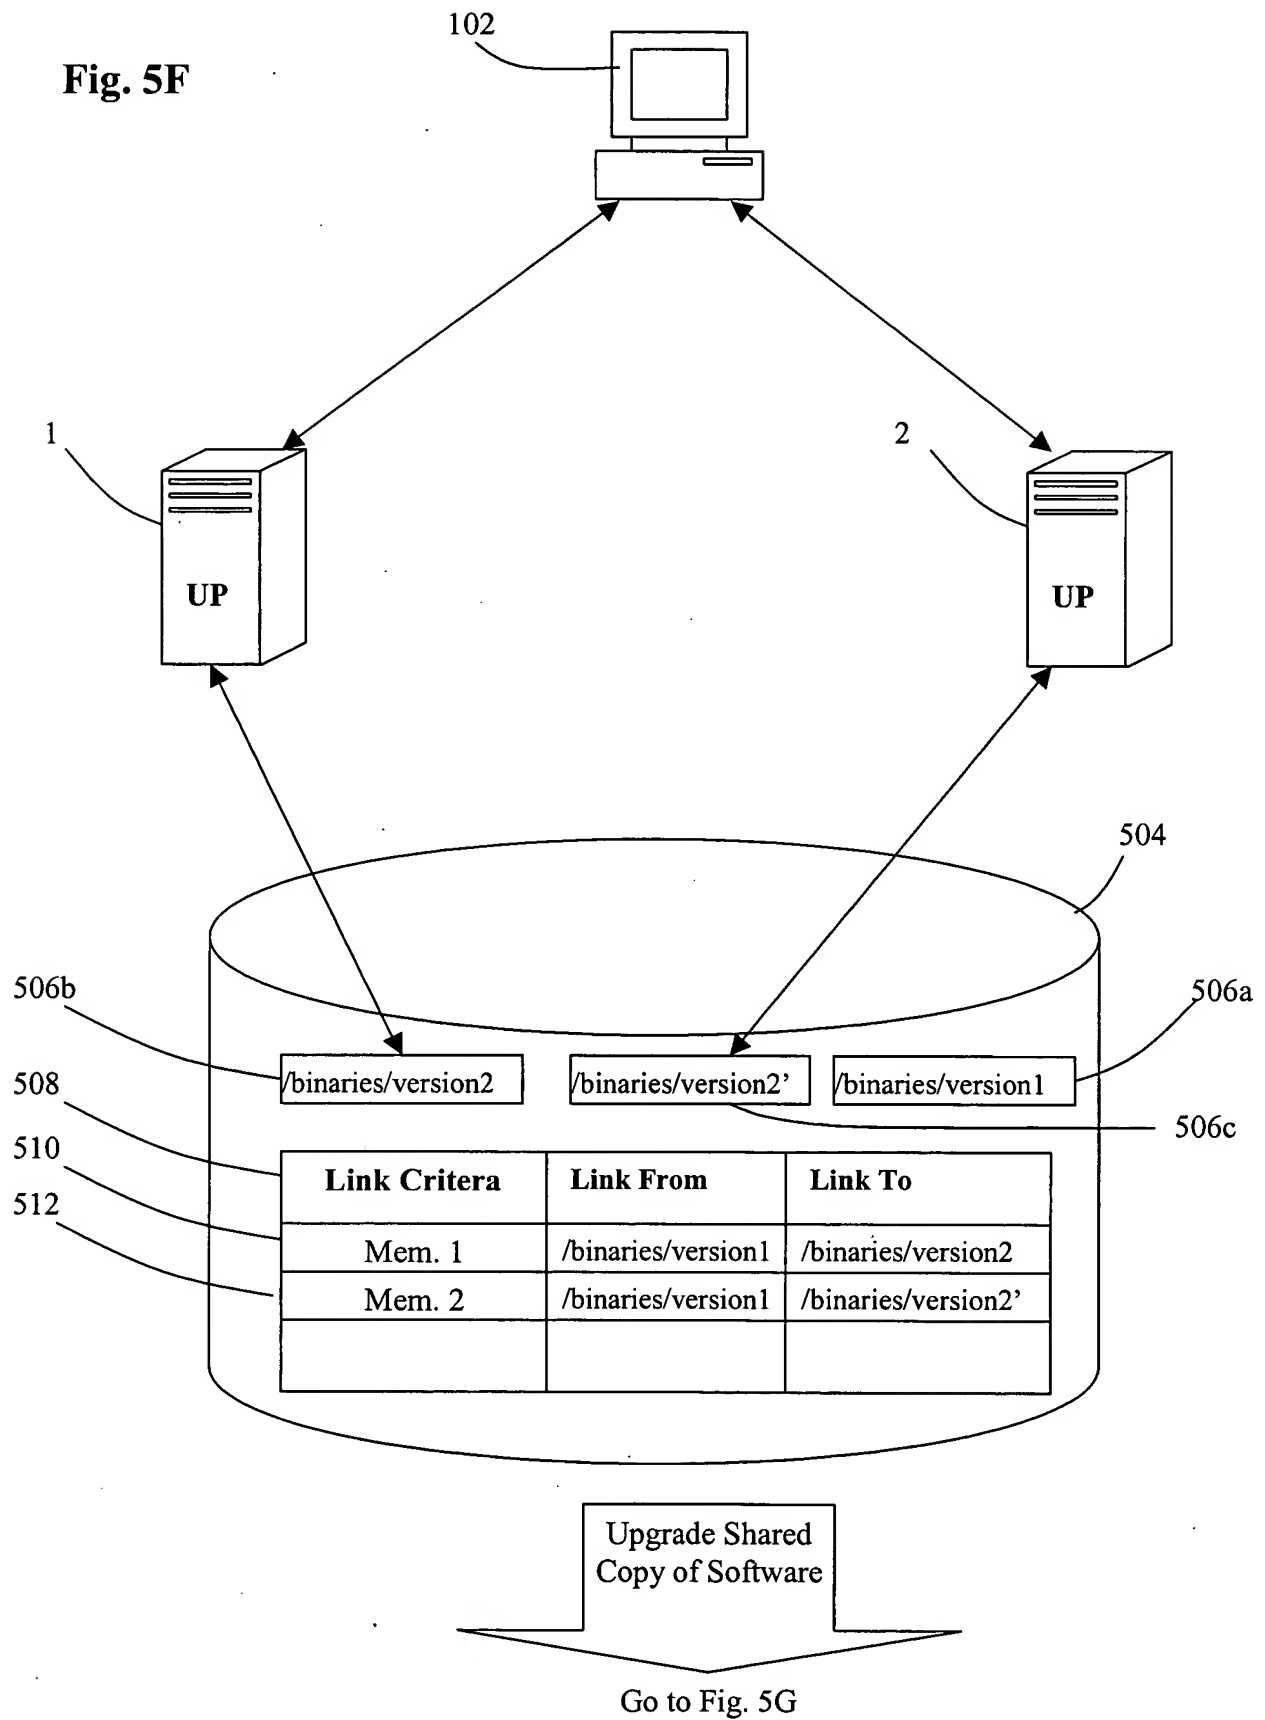 102
Fig. 5F
1
2
UP
UP
504
506b
506a
/binaries/version2
/binaries/version2’
/binaries/version1
508
506c
510
512
Link Critera
Link From
Link To
Mem. 1
/binaries/version1
/binaries/version2
Mem. 2
/binaries/version1
/binaries/version2’
Upgrade Shared
Copy of Software
Go to Fig. 5G